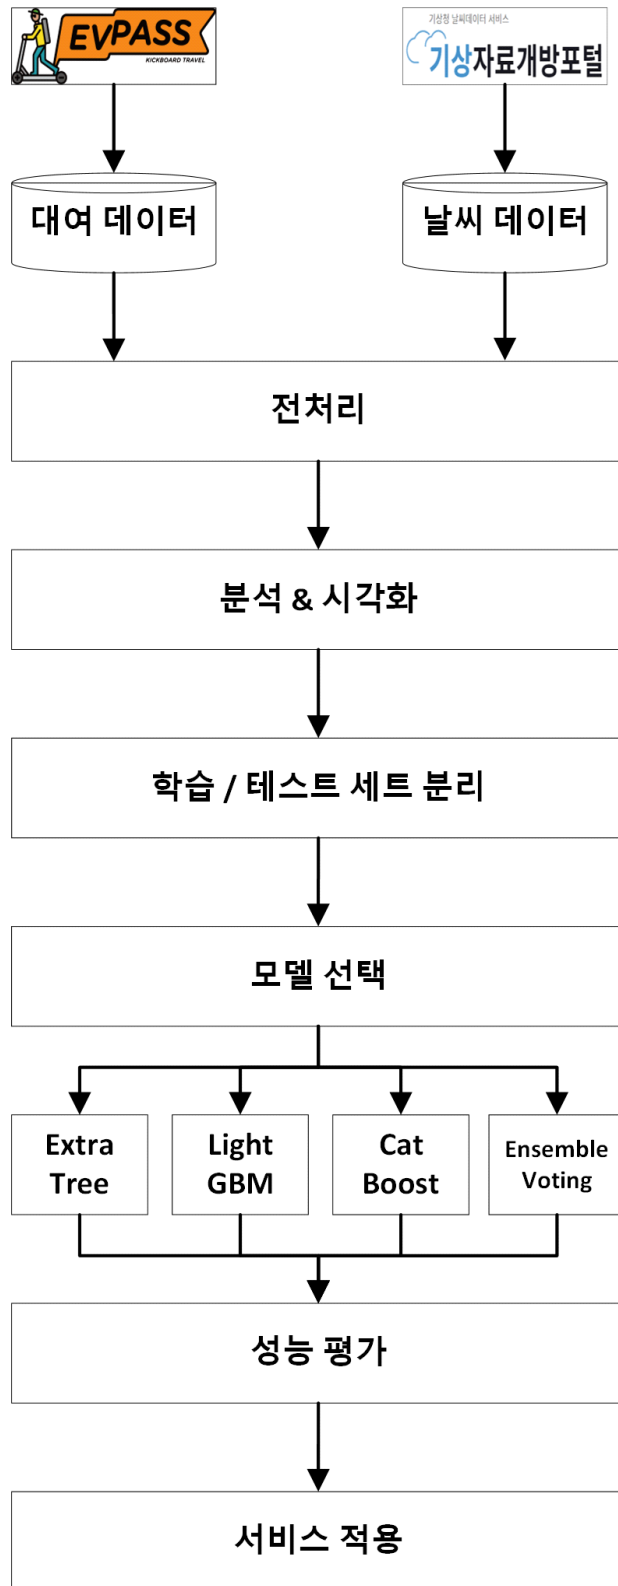 EVPASS
KICKBOARD TRAVEL
기상청 날씨데이터 서비스
기상자료개방포털
대여 데이터
날씨 데이터
전처리
분석 & 시각화
학습 / 테스트 세트 분리
모델 선택
Extra
Tree
Light
GBM
Cat
Boost
Ensemble
Voting
성능 평가
서비스 적용